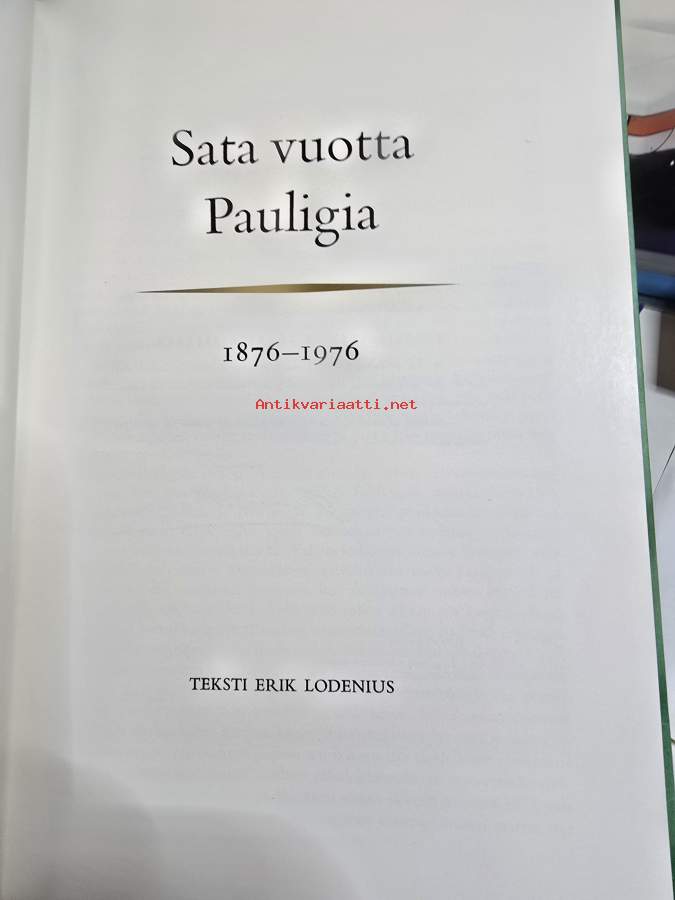 Sata vuotta
Pauligia
1876–1976
Antikvariaatti.net
TEKSTI ERIK LODENIUS